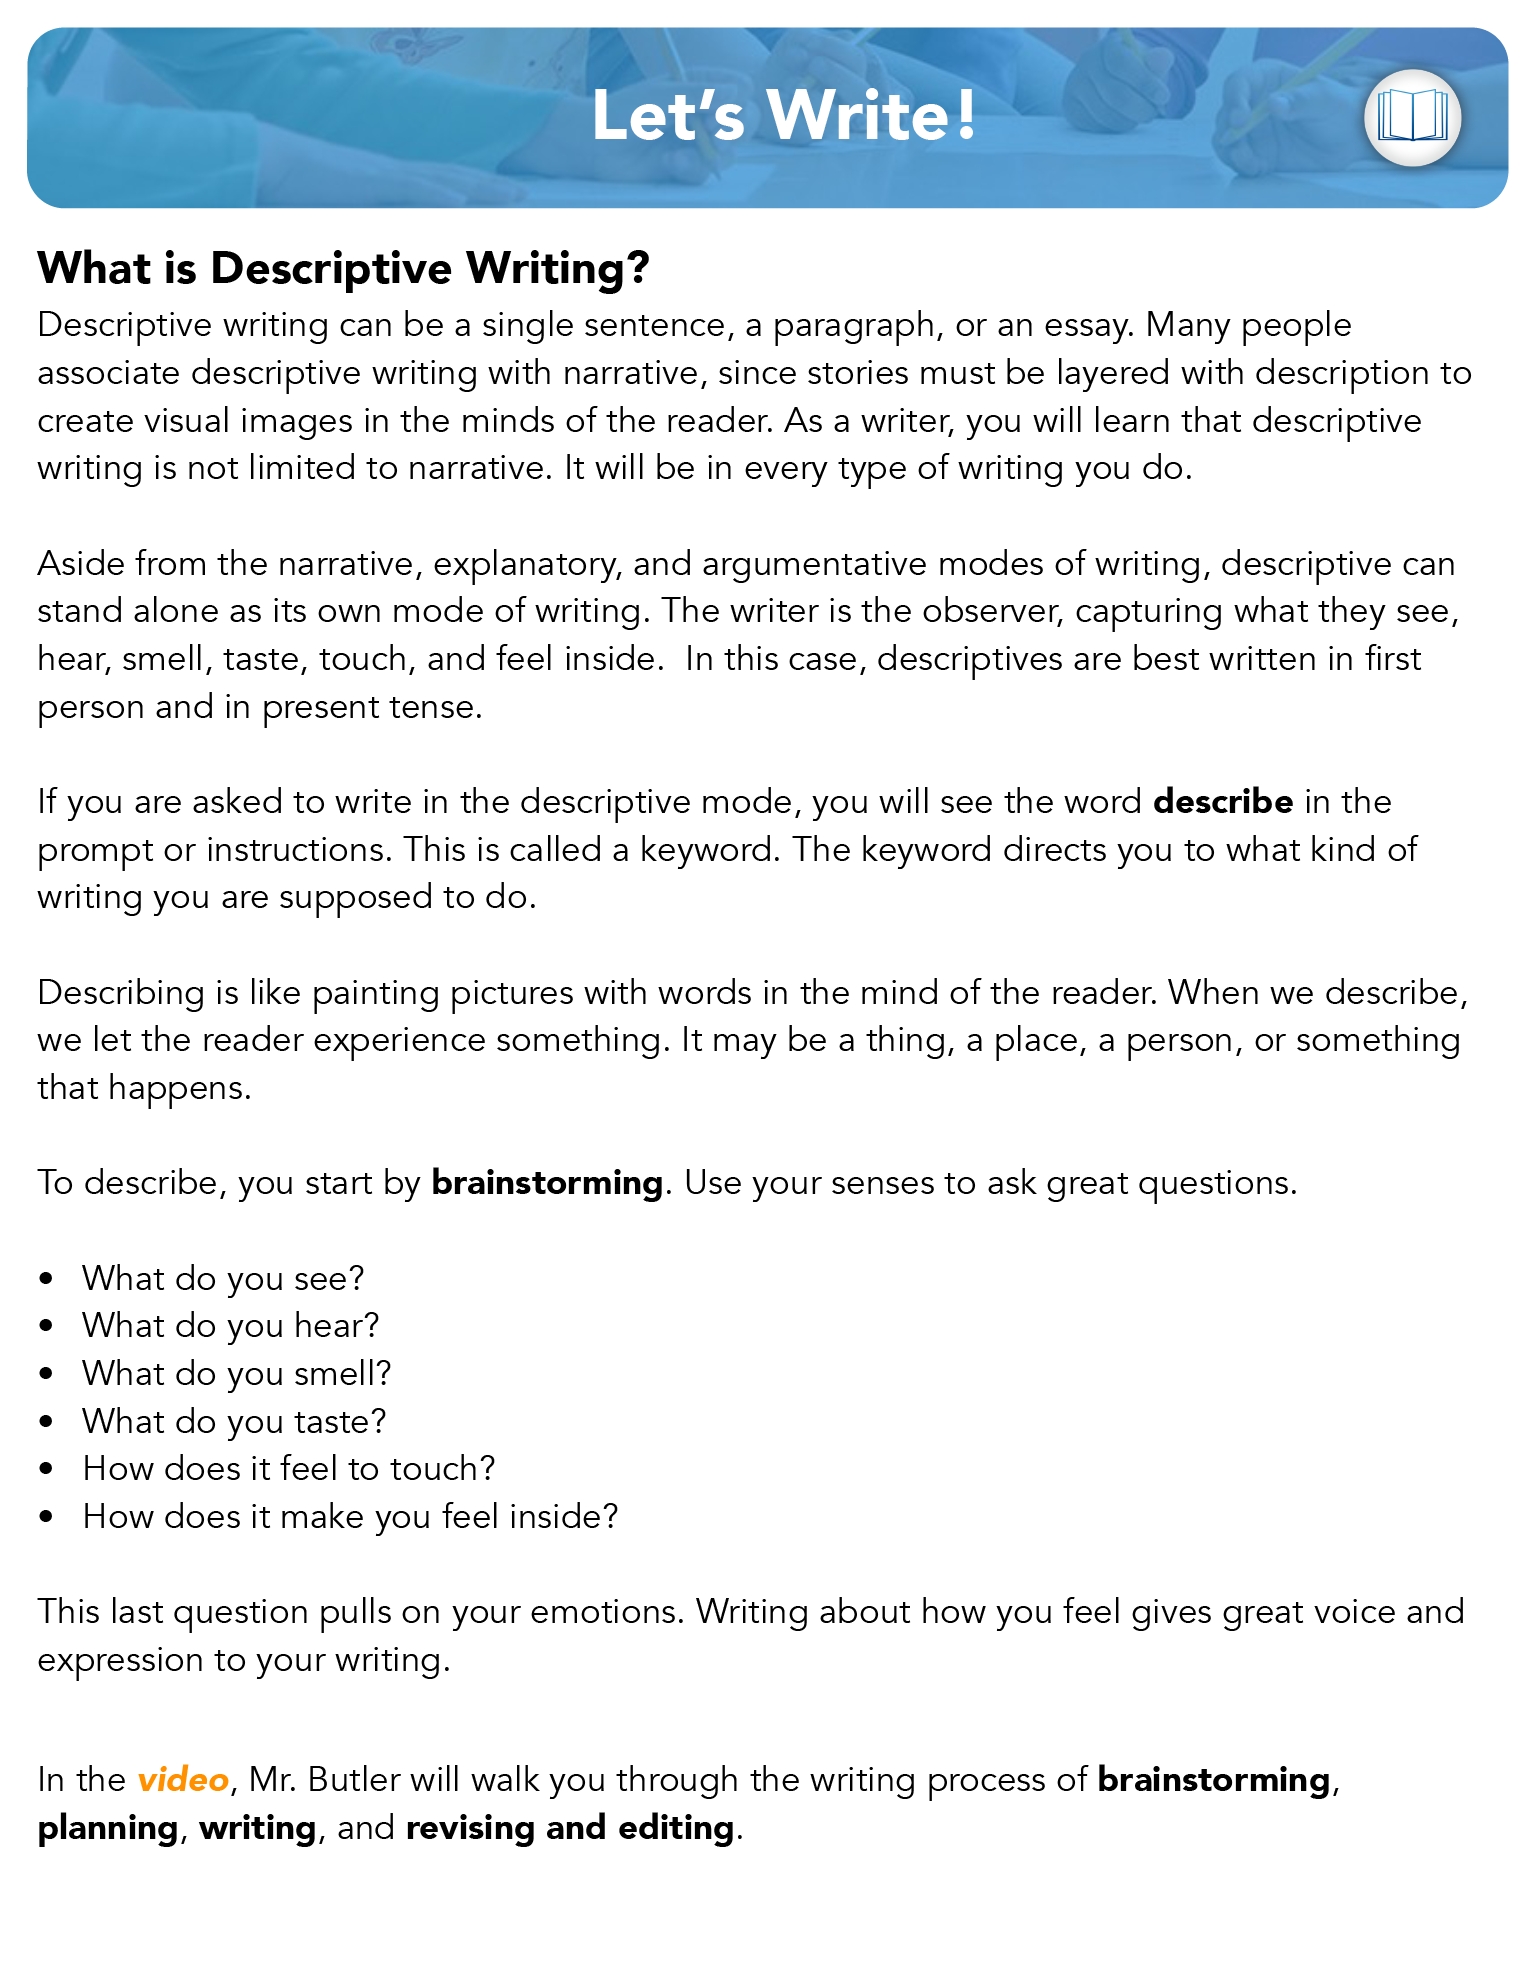 Let’s Write!
What is Descriptive Writing?
Descriptive writing can be a single sentence, a paragraph, or an essay. Many people
associate descriptive writing with narrative, since stories must be layered with description to
create visual images in the minds of the reader. As a writer, you will learn that descriptive
writing is not limited to narrative. It will be in every type of writing you do.
Aside from the narrative, explanatory, and argumentative modes of writing, descriptive can
stand alone as its own mode of writing. The writer is the observer, capturing what they see,
hear, smell, taste, touch, and feel inside.  In this case, descriptives are best written in first
person and in present tense.
If you are asked to write in the descriptive mode, you will see the word describe in the
prompt or instructions. This is called a keyword. The keyword directs you to what kind of
writing you are supposed to do.
Describing is like painting pictures with words in the mind of the reader. When we describe,
we let the reader experience something. It may be a thing, a place, a person, or something
that happens.
To describe, you start by brainstorming. Use your senses to ask great questions.
• What do you see?
• What do you hear?
• What do you smell?
• What do you taste?
• How does it feel to touch?
• How does it make you feel inside?
This last question pulls on your emotions. Writing about how you feel gives great voice and
expression to your writing.
In the video, Mr. Butler will walk you through the writing process of brainstorming,
planning, writing, and revising and editing.